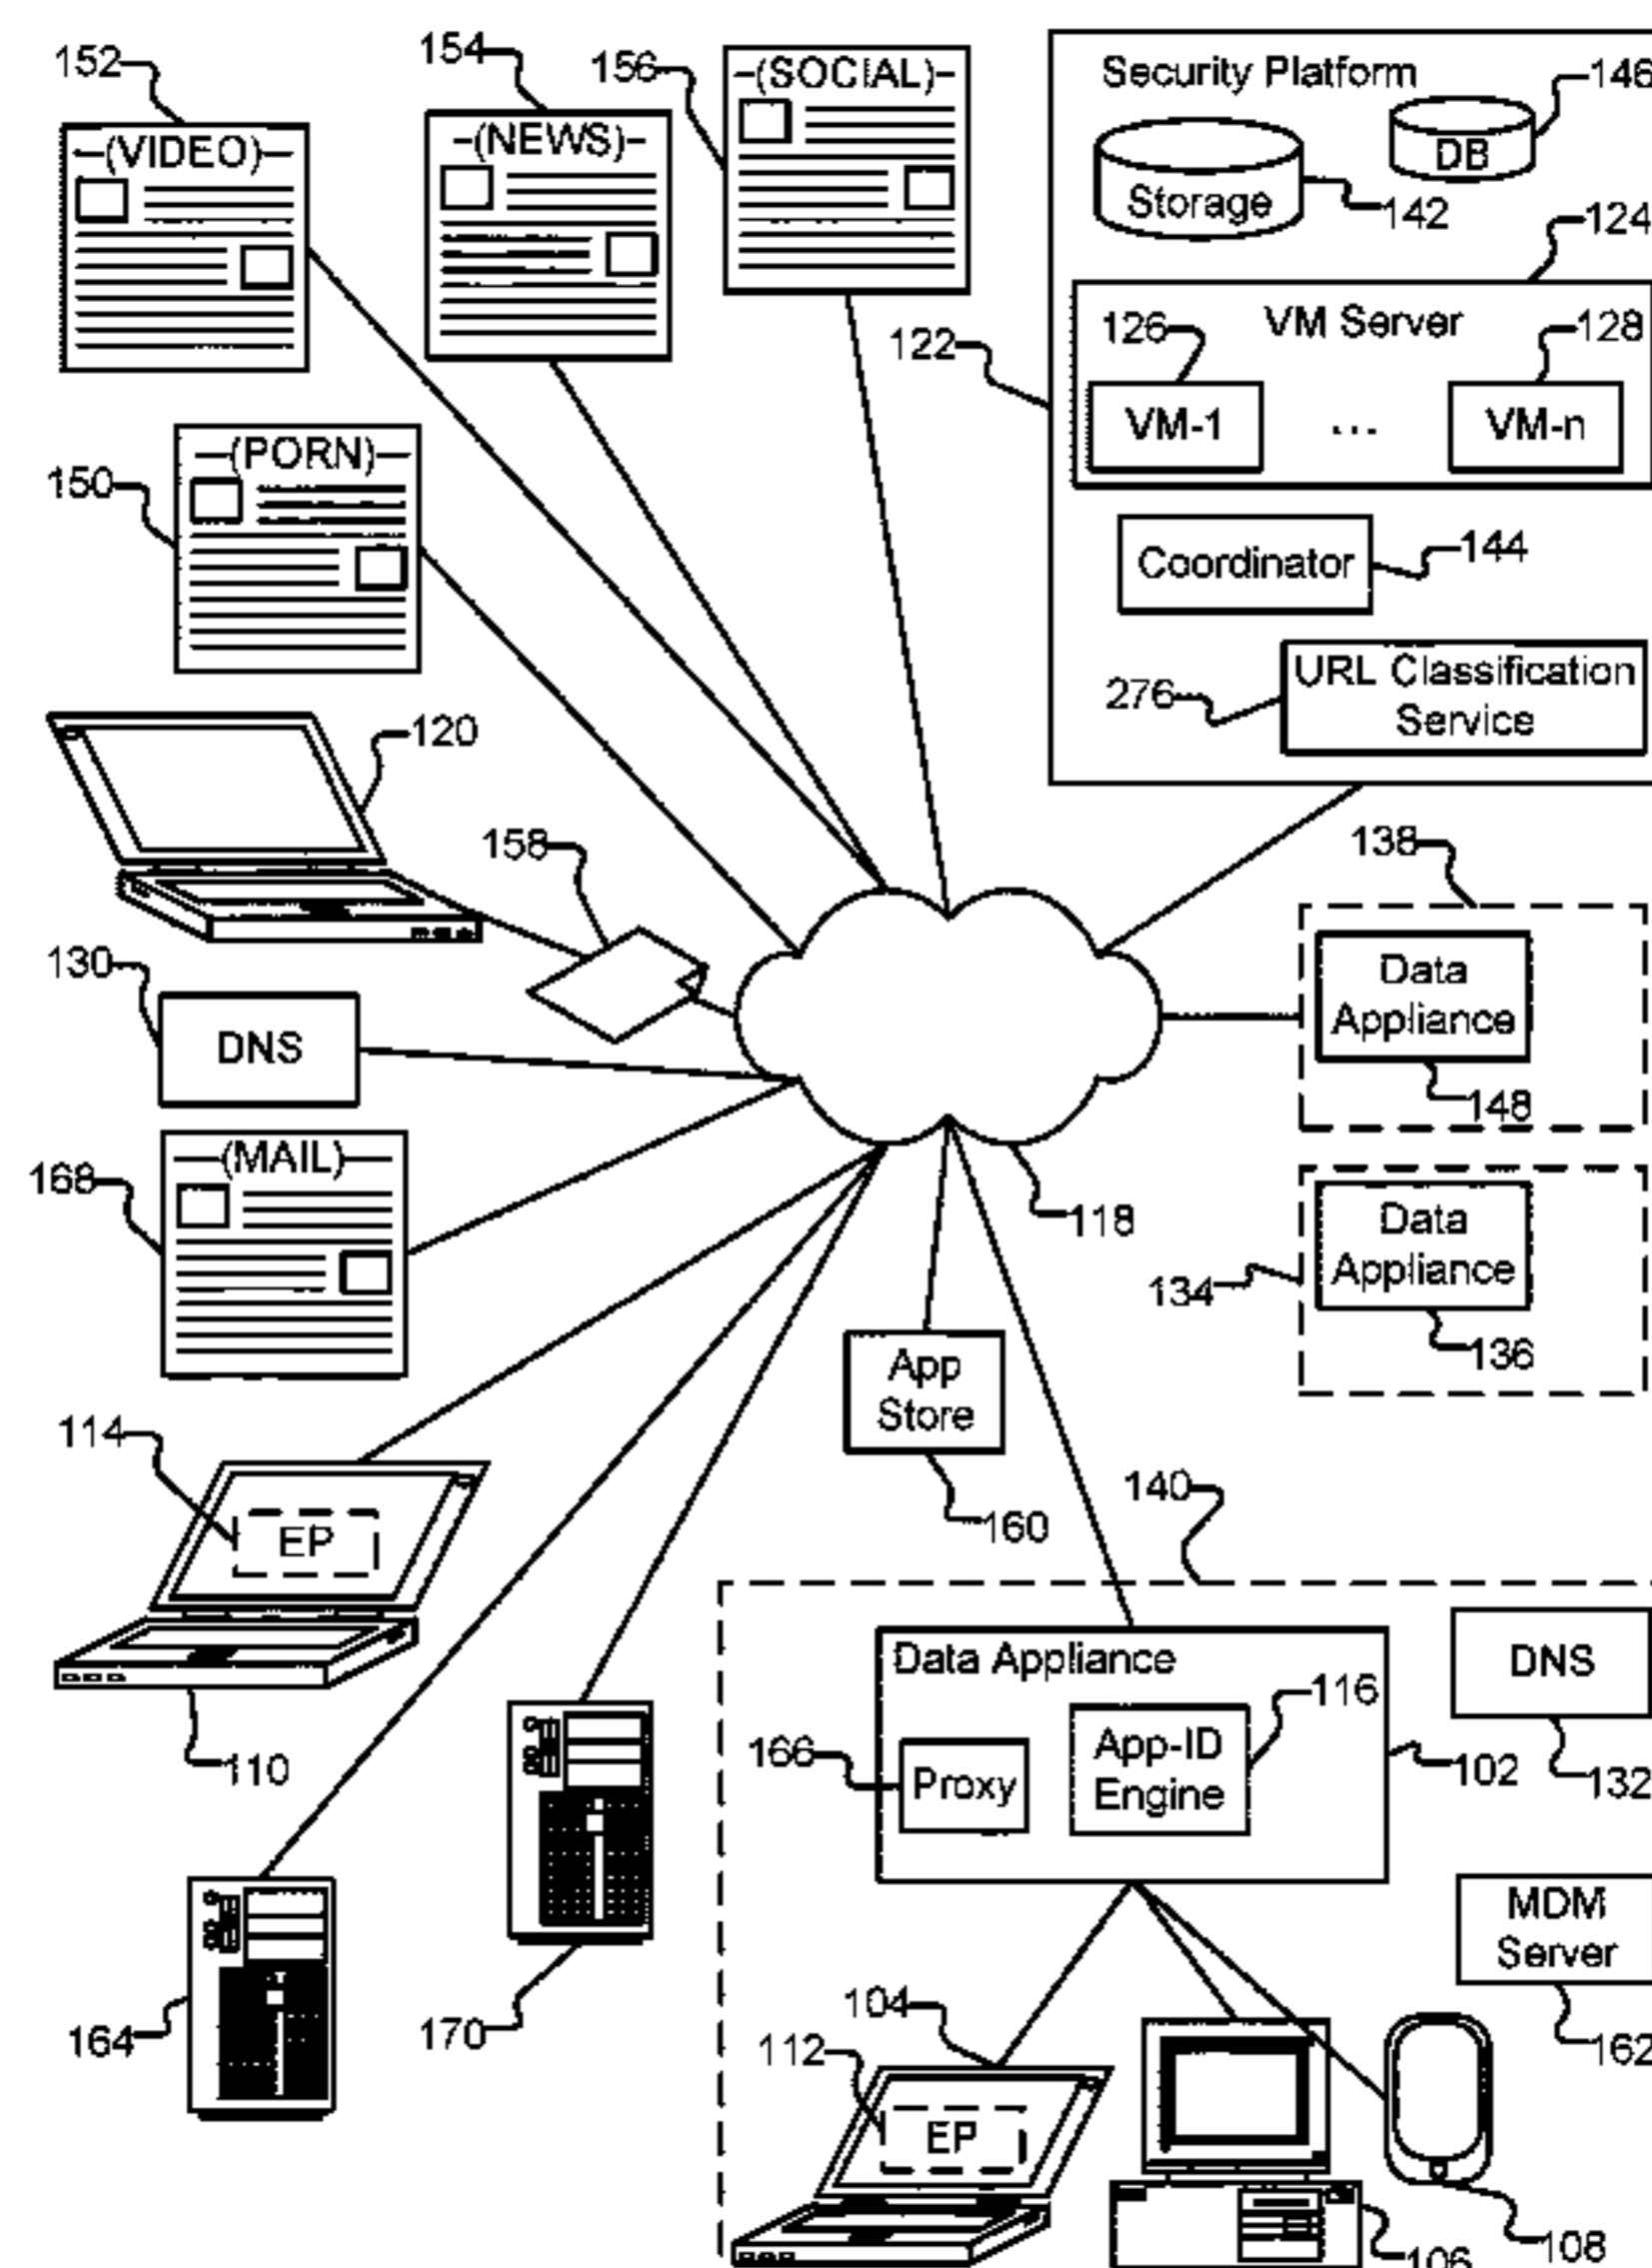 152
154
156
-(SOCIAL)-
Security Platform
146
-(VIDEO)-
-(NEWS)-
DB
Storage
142
124
122
126
VM Server
128
VM-1
...
VM-n
-(PORN)-
150
Coordinator
144
276
URL Classification
Service
120
158
138
130
DNS
Data
Appliance
148
-(MAIL)-
168
118
Data
Appliance
134
136
App
Store
114
EP
140
160
110
Data Appliance
DNS
116
166
Proxy
App-ID
Engine
102
132
MDM
Server
164
170
104
112
EP
162
108
106